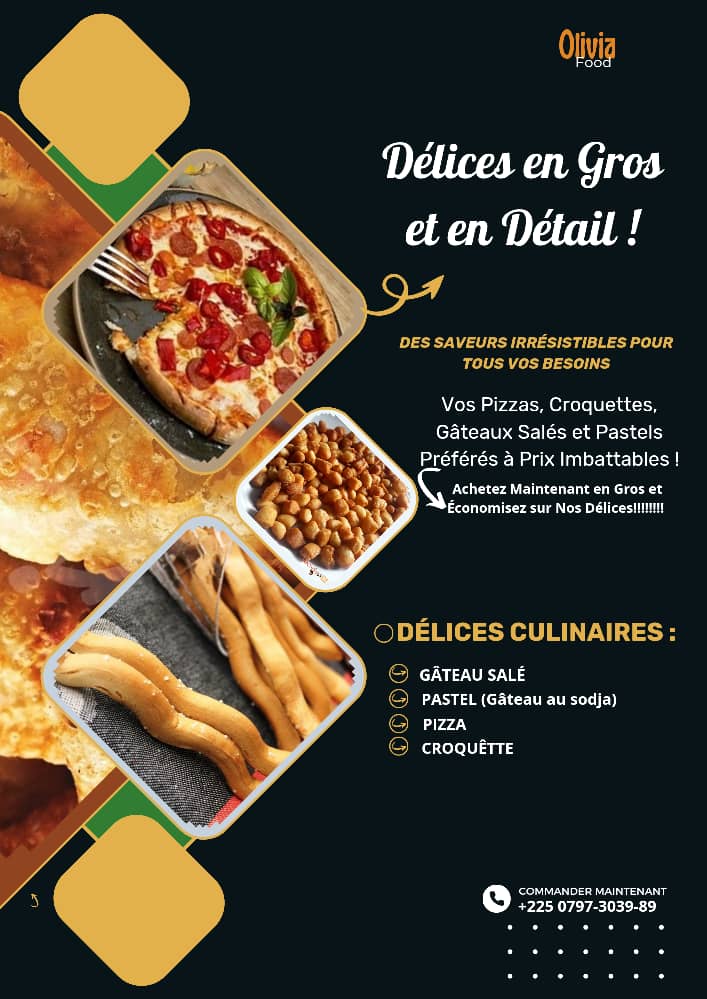 Olivia
Food
Délices en Gros
et en Détail !
DES SAVEURS IRRÉSISTIBLES POUR
TOUS VOS BESOINS
Vos Pizzas, Croquettes,
Gâteaux Salés et Pastels
Préférés à Prix Imbattables !
Achetez Maintenant en Gros et
Économisez sur Nos Délices!!!!!!!!
DÉLICES CULINAIRES :
GÂTEAU SALÉ
PASTEL (Gâteau au sodja)
PIZZA
CROQUÊTTE
COMMANDER MAINTENANT
+225 0797-3039-89